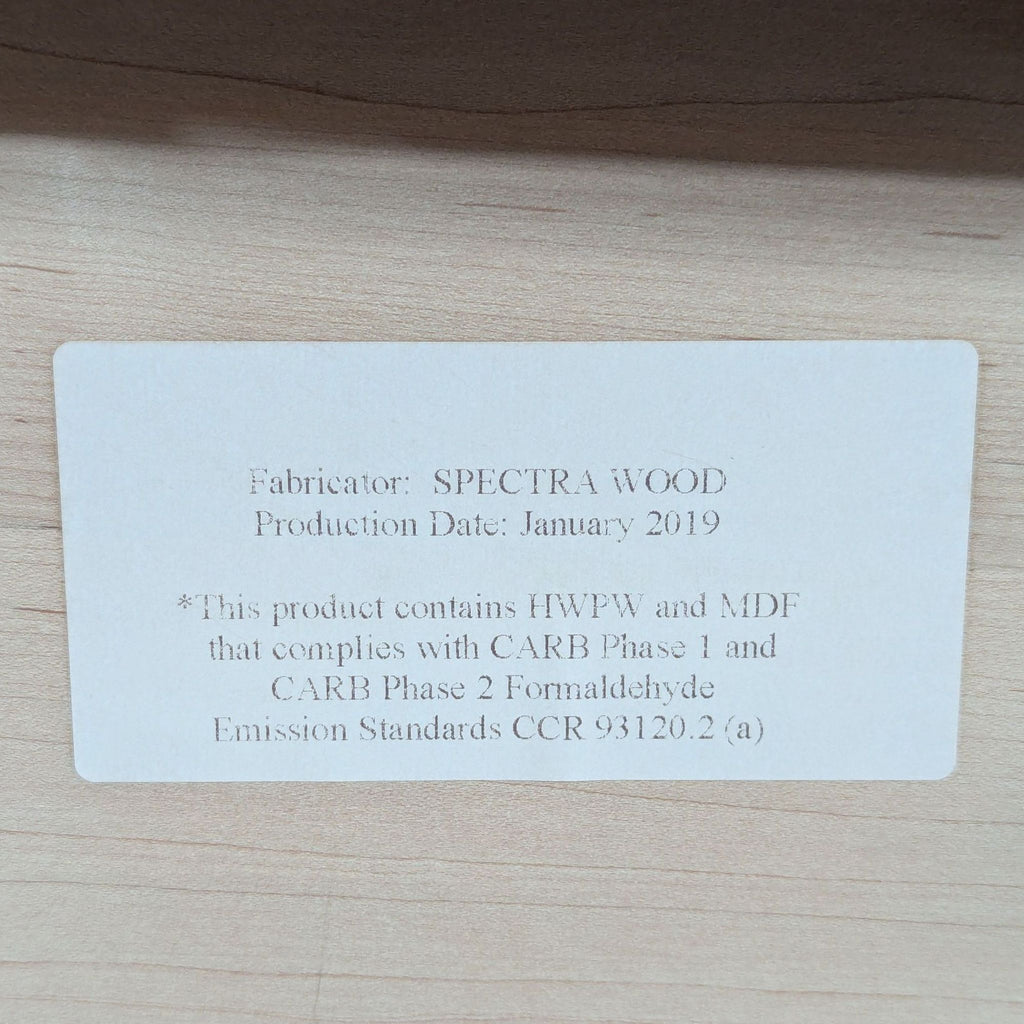 Fabricator: SPECTRA WOOD
Production Date: January 2019
*This product contains HWPW and MDF
that complies with CARB Phase 1 and
CARB Phase 2 Formaldehyde
Emission Standards CCR 93120.2 (a)